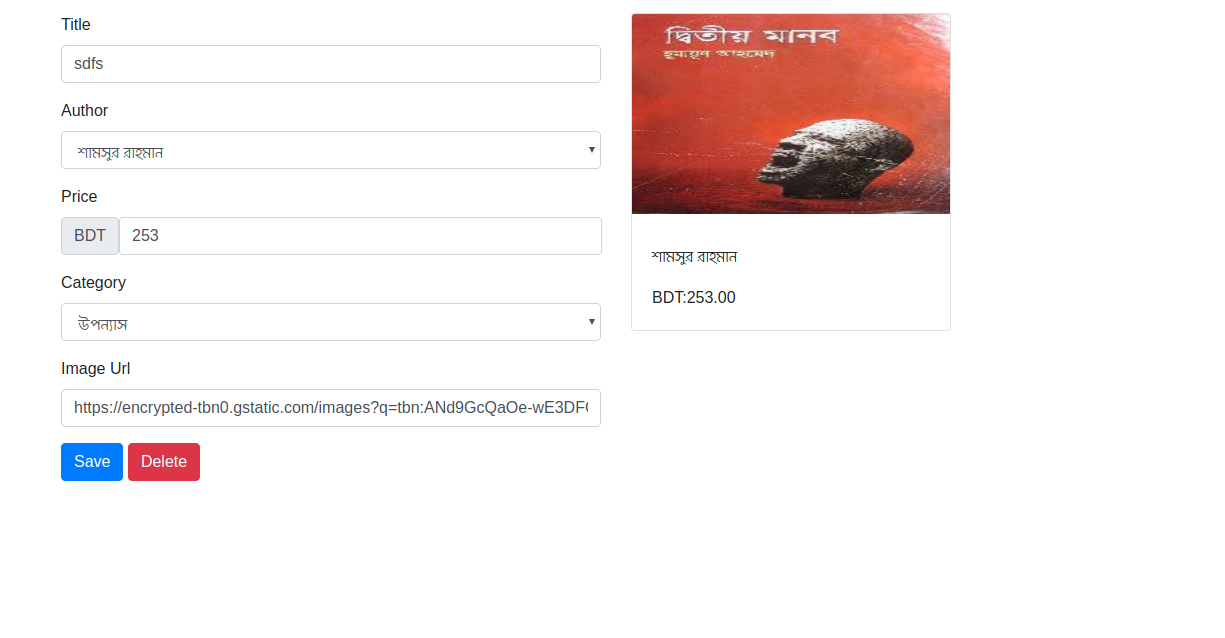 Title
sdfs
Author
শামসুর রাহমান
Price
BDT 253
Category
উপন্যাস
Image Url
https://encrypted-tbn0.gstatic.com/images?q=tbn:ANd9GcQaOe-wE3DF
Save Delete
দ্বিতীয় মানব
হুমায়ূন আহমেদ
শামসুর রাহমান
BDT:253.00